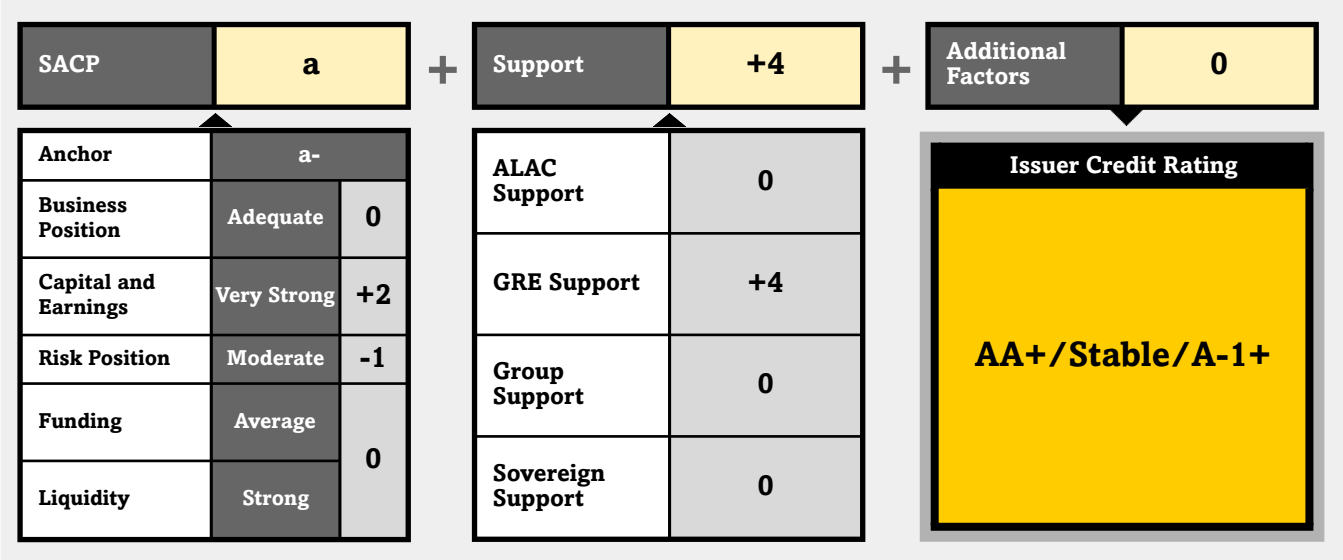 SACP
a
+
Support
+4
+
Additional
Factors
0
Anchor
a-
Business
Position
Adequate
0
Capital and
Earnings
Very Strong
+2
Risk Position
Moderate
-1
Funding
Average
0
Liquidity
Strong
ALAC
Support
0
GRE Support
+4
Group
Support
0
Sovereign
Support
0
Issuer Credit Rating
AA+/Stable/A-1+